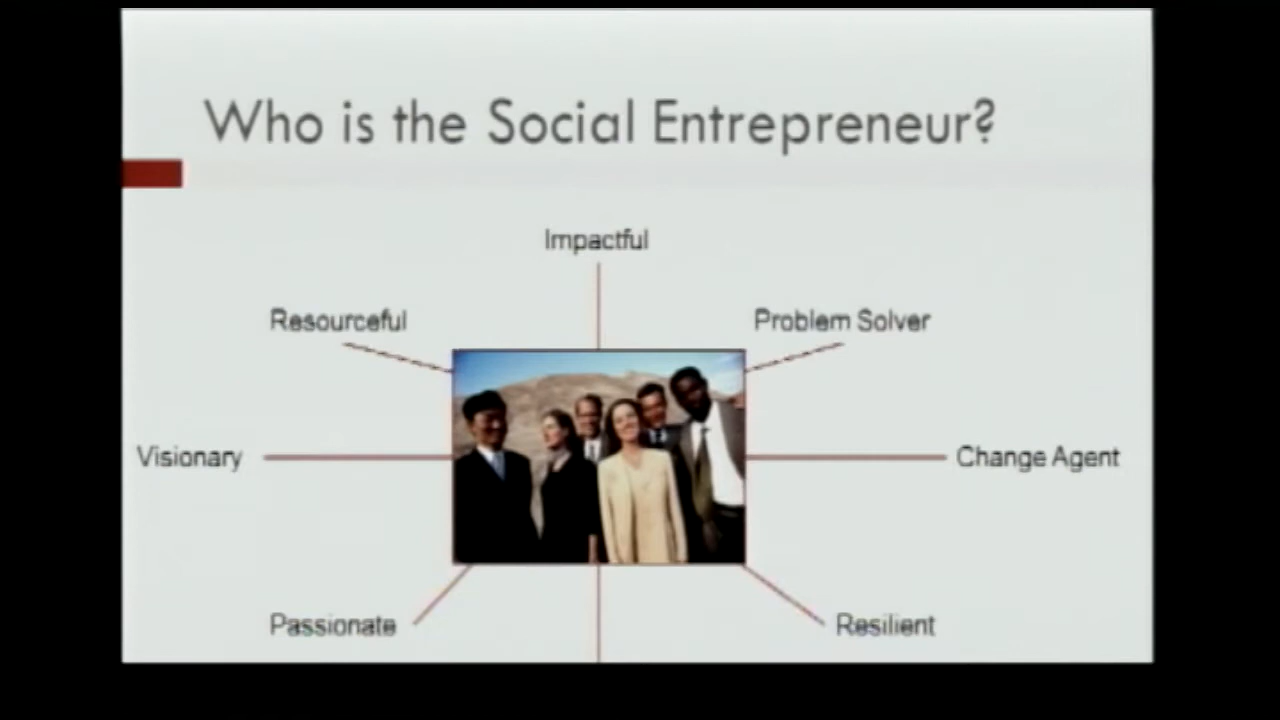 Who is the Social Entrepreneur?
Impactful
Resourceful
Problem Solver
Visionary
Change Agent
Passionate
Resilient